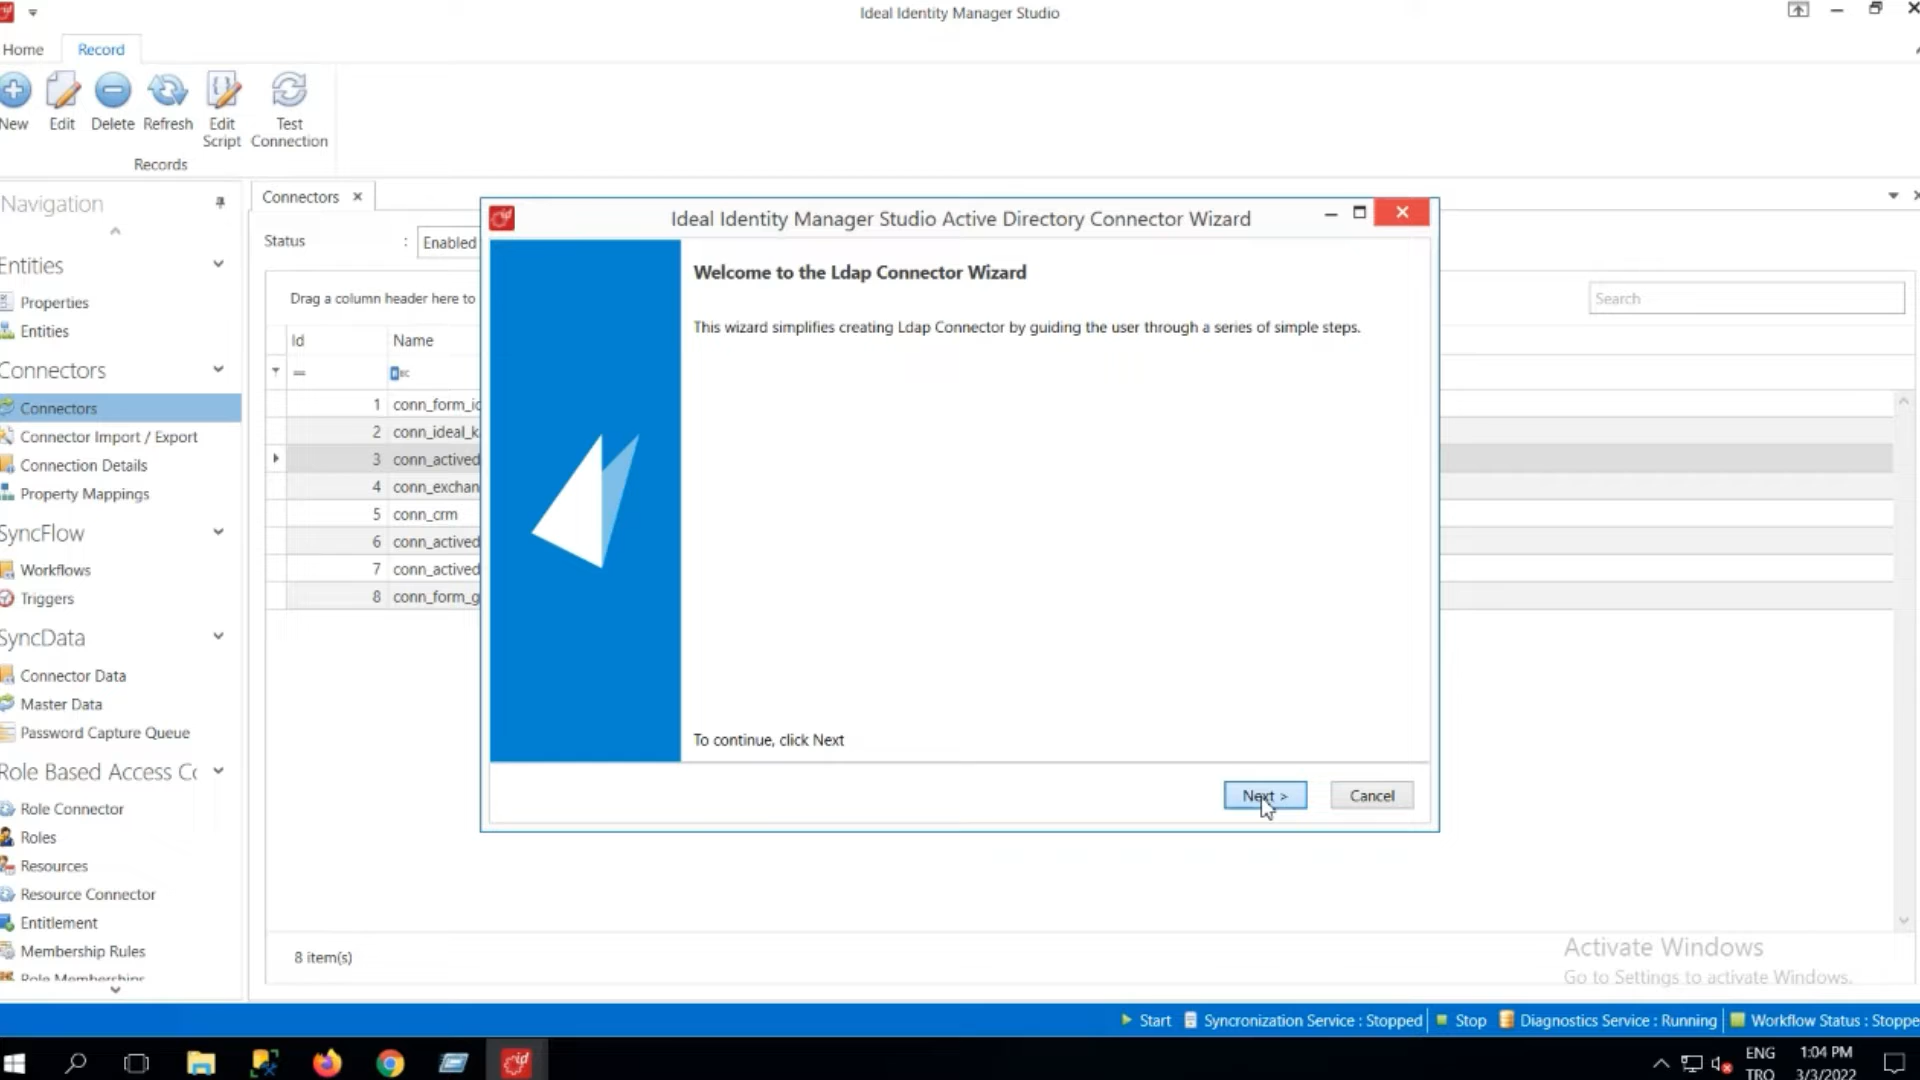 Ideal Identity Manager Studio
Home Record
New Edit Delete Refresh Edit Script Test Connection
Records
Navigation
Entities
Properties
Entities
Connectors
Connectors
Connector Import / Export
Connection Details
Property Mappings
SyncFlow
Workflows
Triggers
SyncData
Connector Data
Master Data
Password Capture Queue
Role Based Access Co
Role Connector
Roles
Resources
Resource Connector
Entitlement
Membership Rules
Role Memberships
Connectors
Status : Enabled
Drag a column header here to
Search
Id Name
1 conn_form_id
2 conn_ideal_k
3 conn_actived
4 conn_exchan
5 conn_crm
6 conn_actived
7 conn_actived
8 conn_form_g
8 item(s)
Ideal Identity Manager Studio Active Directory Connector Wizard
Welcome to the Ldap Connector Wizard
This wizard simplifies creating Ldap Connector by guiding the user through a series of simple steps.
To continue, click Next
Next > Cancel
Activate Windows
Go to Settings to activate Windows.
Start Syncronization Service : Stopped Stop Diagnostics Service : Running Workflow Status : Stoppe
ENG 1:04 PM
TRQ 3/3/2022